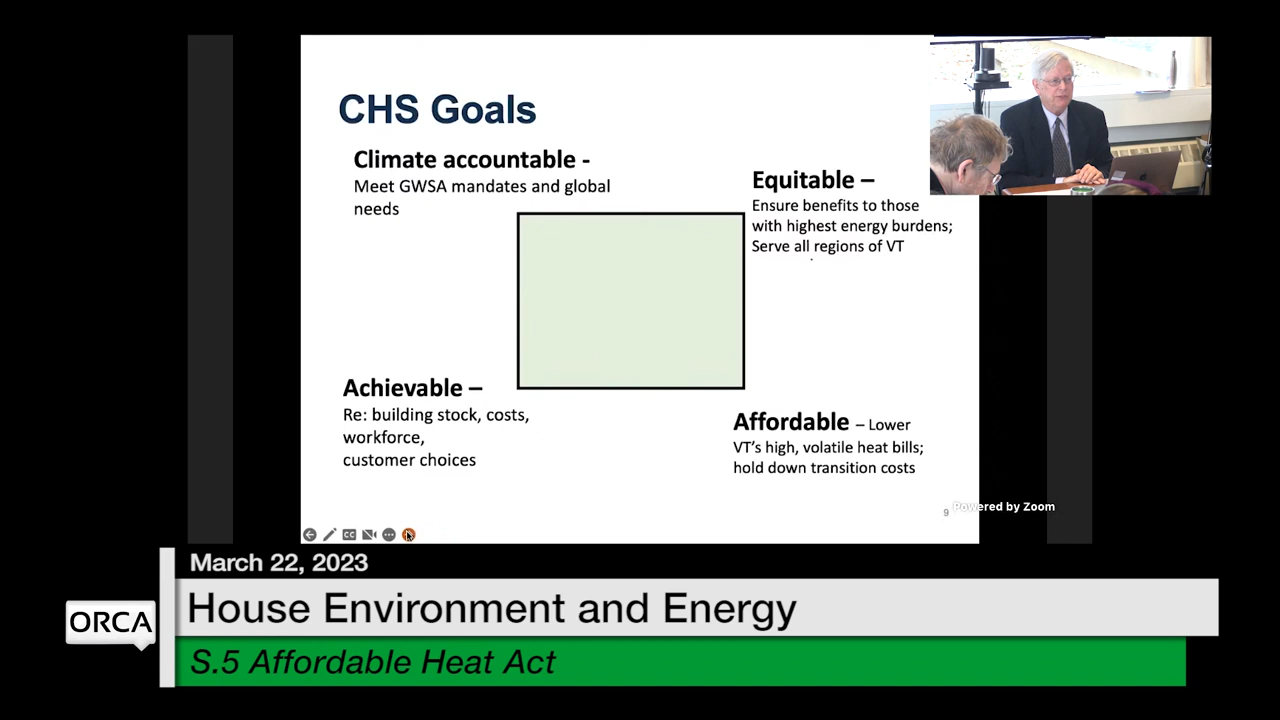 CHS Goals
Climate accountable -
Meet GWSA mandates and global
needs
Equitable –
Ensure benefits to those
with highest energy burdens;
Serve all regions of VT
Achievable –
Re: building stock, costs,
workforce,
customer choices
Affordable – Lower
VT's high, volatile heat bills;
hold down transition costs
9
Powered by Zoom
CC
March 22, 2023
House Environment and Energy
ORCA
S.5 Affordable Heat Act